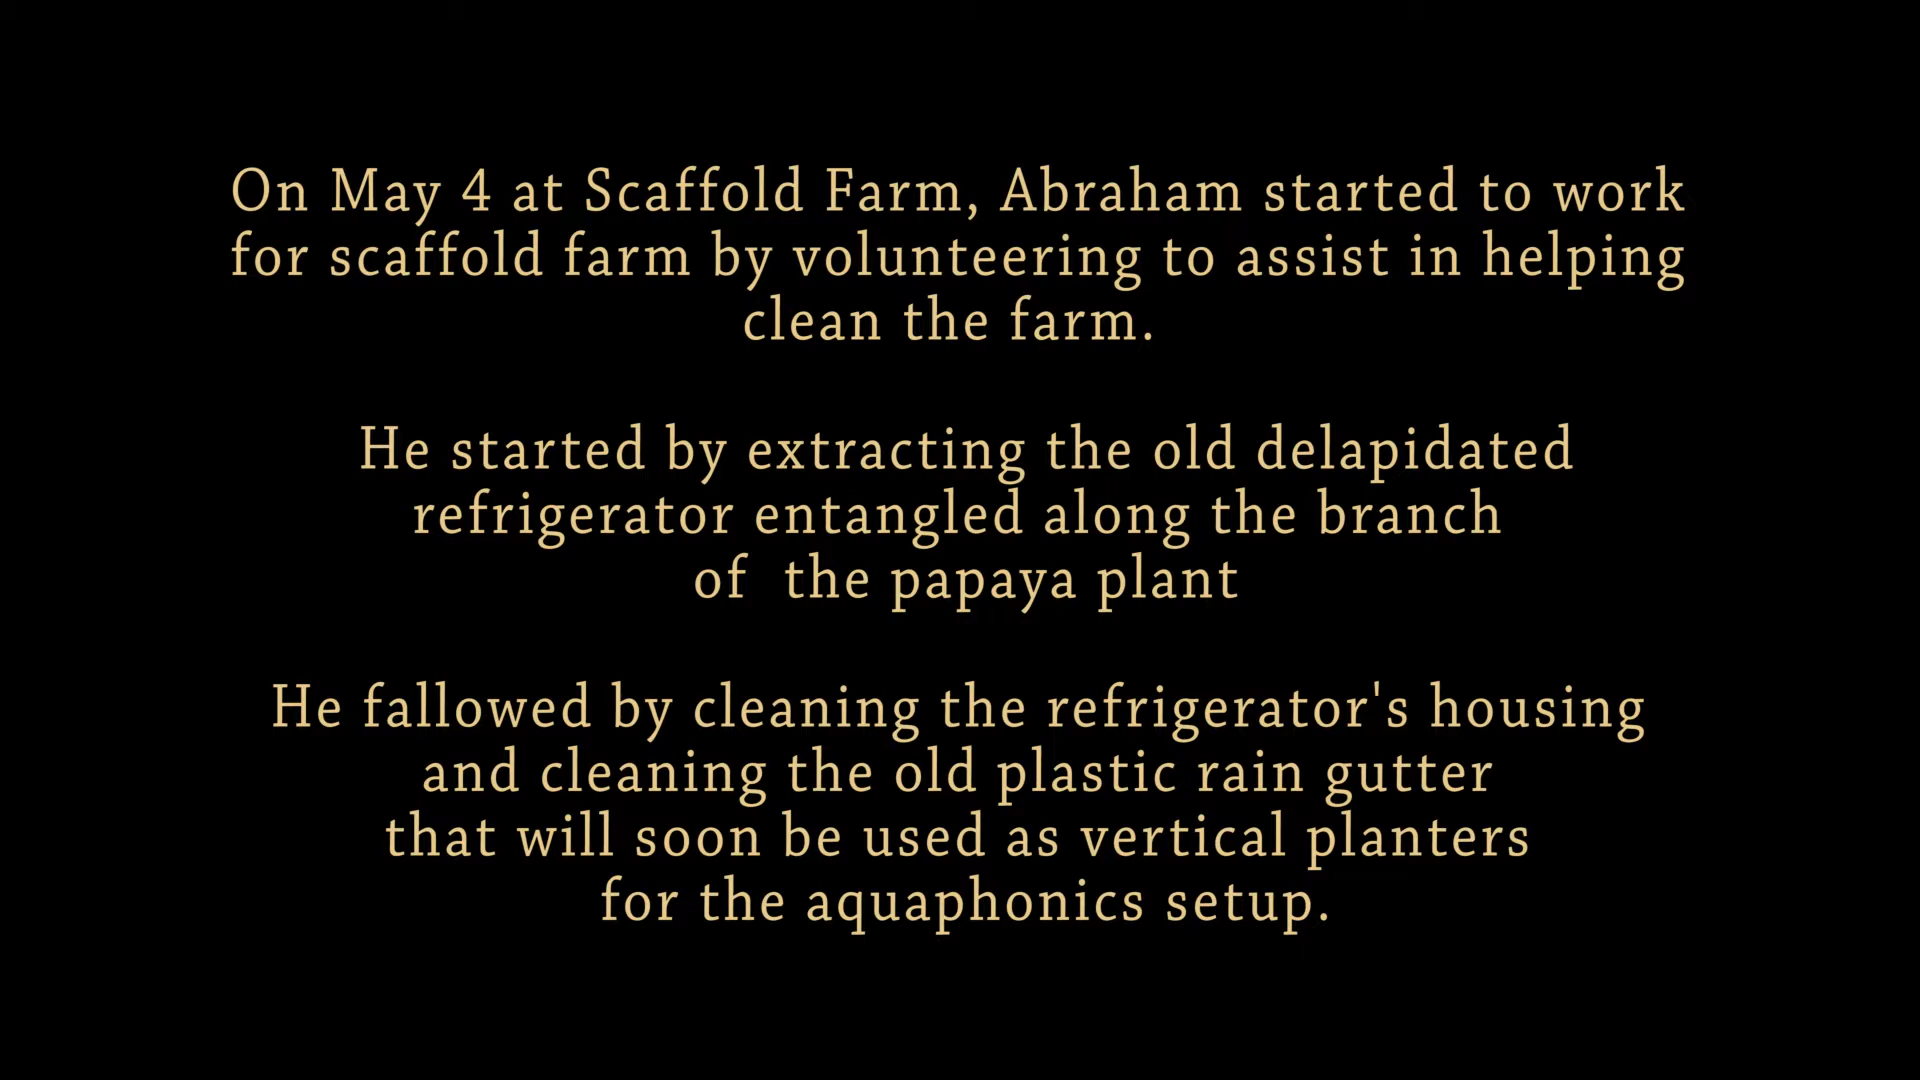 On May 4 at Scaffold Farm, Abraham started to work
for scaffold farm by volunteering to assist in helping
clean the farm.
He started by extracting the old delapidated
refrigerator entangled along the branch
of  the papaya plant
He fallowed by cleaning the refrigerator's housing
and cleaning the old plastic rain gutter
that will soon be used as vertical planters
for the aquaphonics setup.